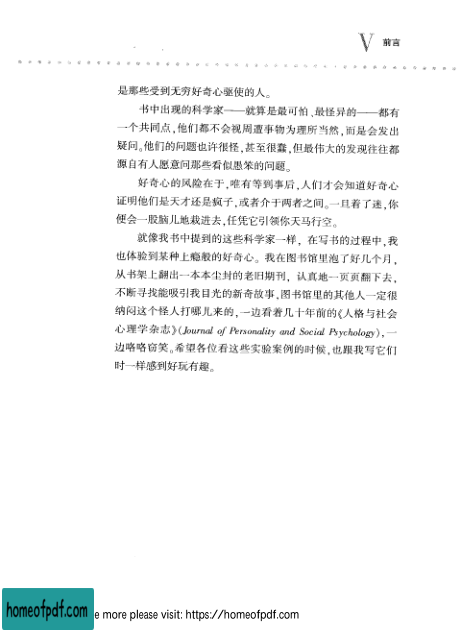 V 前言
是那些受到无穷好奇心驱使的人。
书中出现的科学家——就算是最可怕、最怪异的——都有
一个共同点,他们都不会视周遭事物为理所当然,而是会发出
疑问。他们的问题也许很怪,甚至很蠢,但最伟大的发现往往都
源自有人愿意问那些看似愚笨的问题。
好奇心的风险在于,唯有等到事后,人们才会知道好奇心
证明他们是天才还是疯子,或者介于两者之间。一旦着了迷,你
便会一股脑儿地栽进去,任凭它引领你天马行空。
就像我书中提到的这些科学家一样，在写书的过程中,我
也体验到某种上瘾般的好奇心。我在图书馆里泡了好几个月，
从书架上翻出一本本尘封的老旧期刊，认真地一页页翻下去，
不断寻找能吸引我目光的新奇故事,图书馆里的其他人一定很
纳闷这个怪人打哪儿来的,一边看着几十年前的《人格与社会
心理学杂志》(Journal of Personality and Social Psychology),一
边咯咯窃笑。希望各位看这些实验案例的时候,也跟我写它们
时一样感到好玩有趣。
homeofpdf.com
e more please visit: https://homeofpdf.com